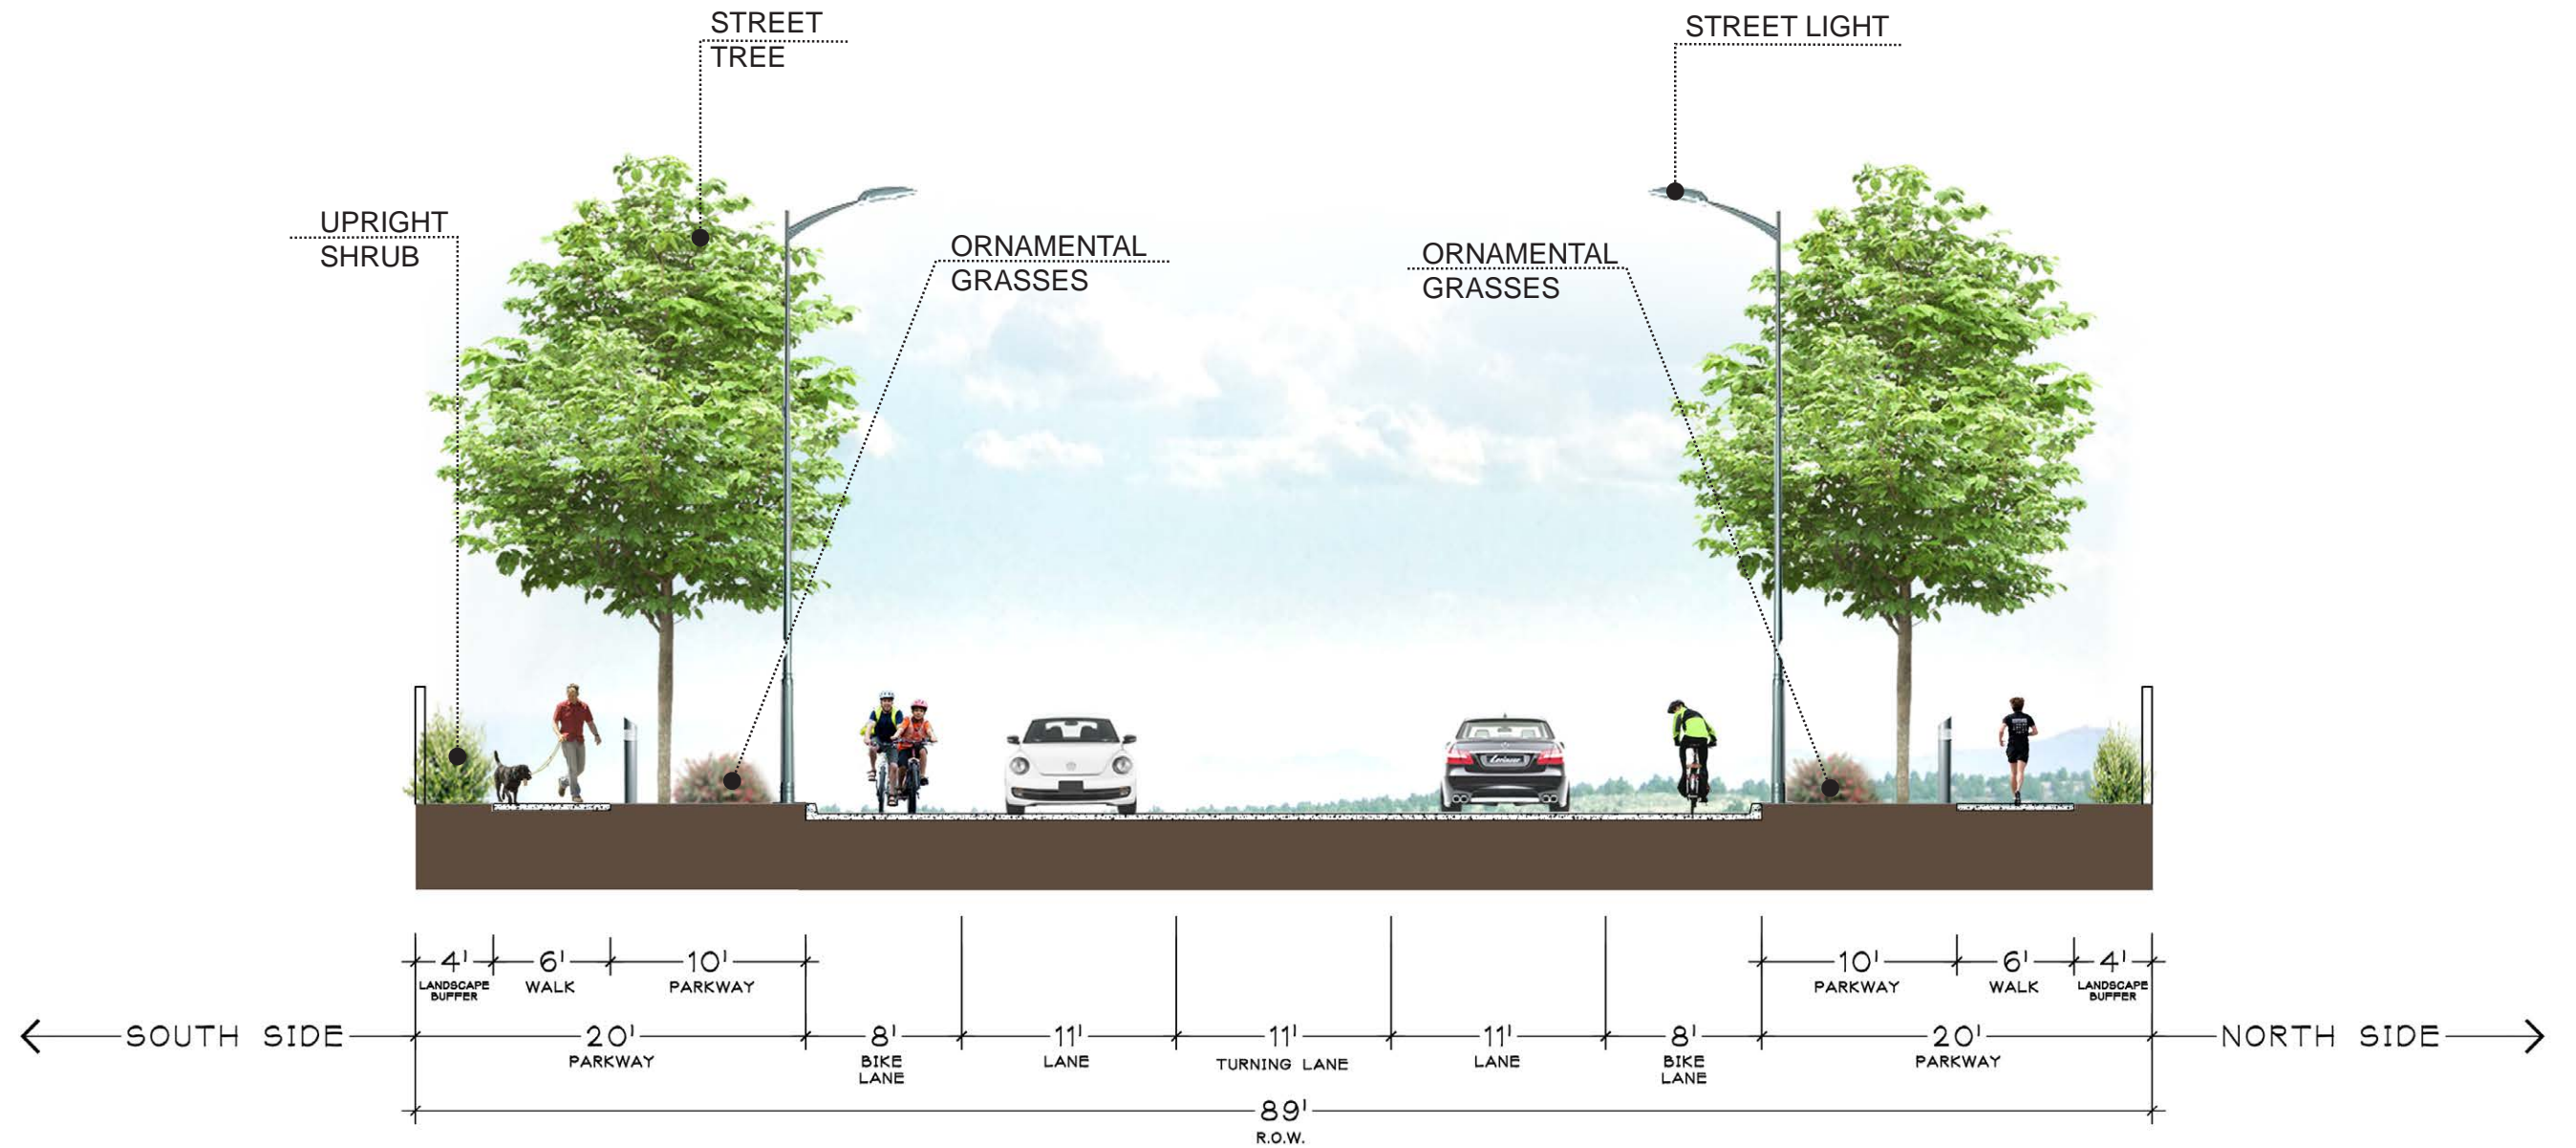 STREET
TREE
STREET LIGHT
UPRIGHT
SHRUB
ORNAMENTAL
GRASSES
ORNAMENTAL
GRASSES
4' 6' 10' 10' 6' 4'
LANDSCAPE
BUFFER
WALK PARKWAY PARKWAY WALK
LANDSCAPE
BUFFER
SOUTH SIDE 20' 8' 11' 11' 11' 8' 20' NORTH SIDE
PARKWAY
BIKE
LANE
LANE TURNING LANE LANE
BIKE
LANE
PARKWAY
89'
R.O.W.